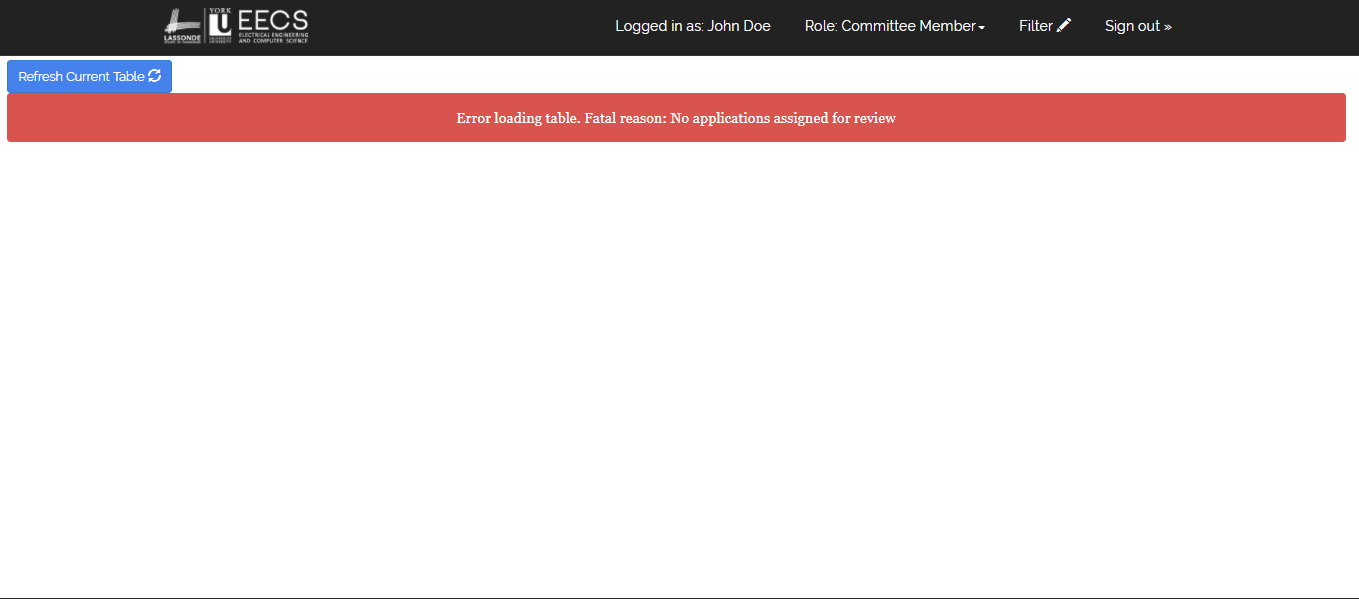 LASSONDE
YORK
U
EECS
ELECTRICAL ENGINEERING
AND COMPUTER SCIENCE
Logged in as: John Doe
Role: Committee Member
Filter
Sign out »
Refresh Current Table
Error loading table. Fatal reason: No applications assigned for review